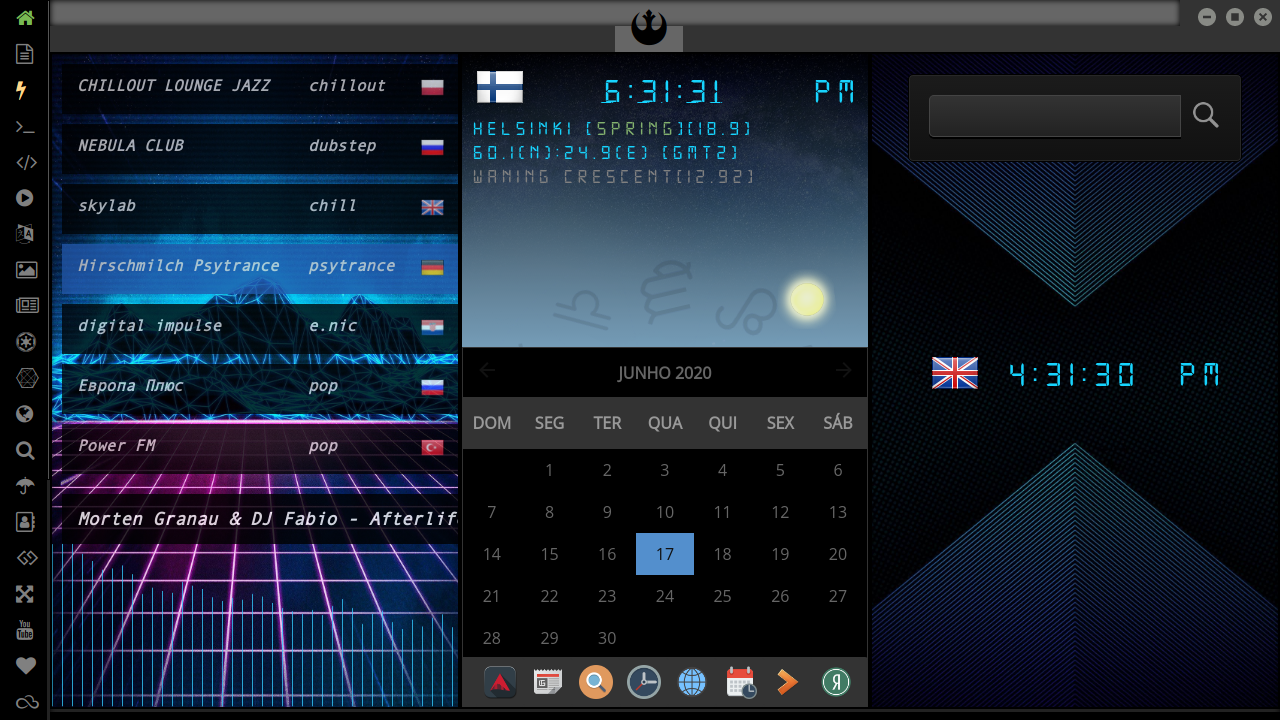 CHILLOUT LOUNGE JAZZ chillout
NEBULA CLUB dubstep
skylab chill
Hirschmilch Psytrance psytrance
digital impulse e.nic
Европа Плюс pop
Power FM pop
Morten Granau & DJ Fabio - Afterlife
6:31:31 PM
HELSINKI [SPRING][18.9]
60.1(N):24.9(E) [GMT2]
WANING CRESCENT[12.92]
JUNHO 2020
DOM SEG TER QUA QUI SEX SÁB
1 2 3 4 5 6
7 8 9 10 11 12 13
14 15 16 17 18 19 20
21 22 23 24 25 26 27
28 29 30
4:31:30 PM
You
Tube
Я